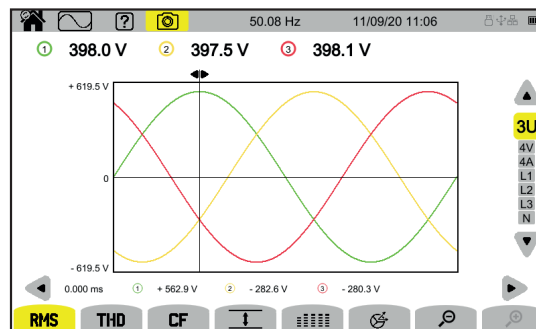 ? 50.08 Hz 11/09/20 11:06
1 398.0 V 2 397.5 V 3 398.1 V
+ 619.5 V
0
- 619.5 V
3U
4V
4A
L1
L2
L3
N
0.000 ms 1 + 562.9 V 2 - 282.6 V 3 - 280.3 V
RMS THD CF